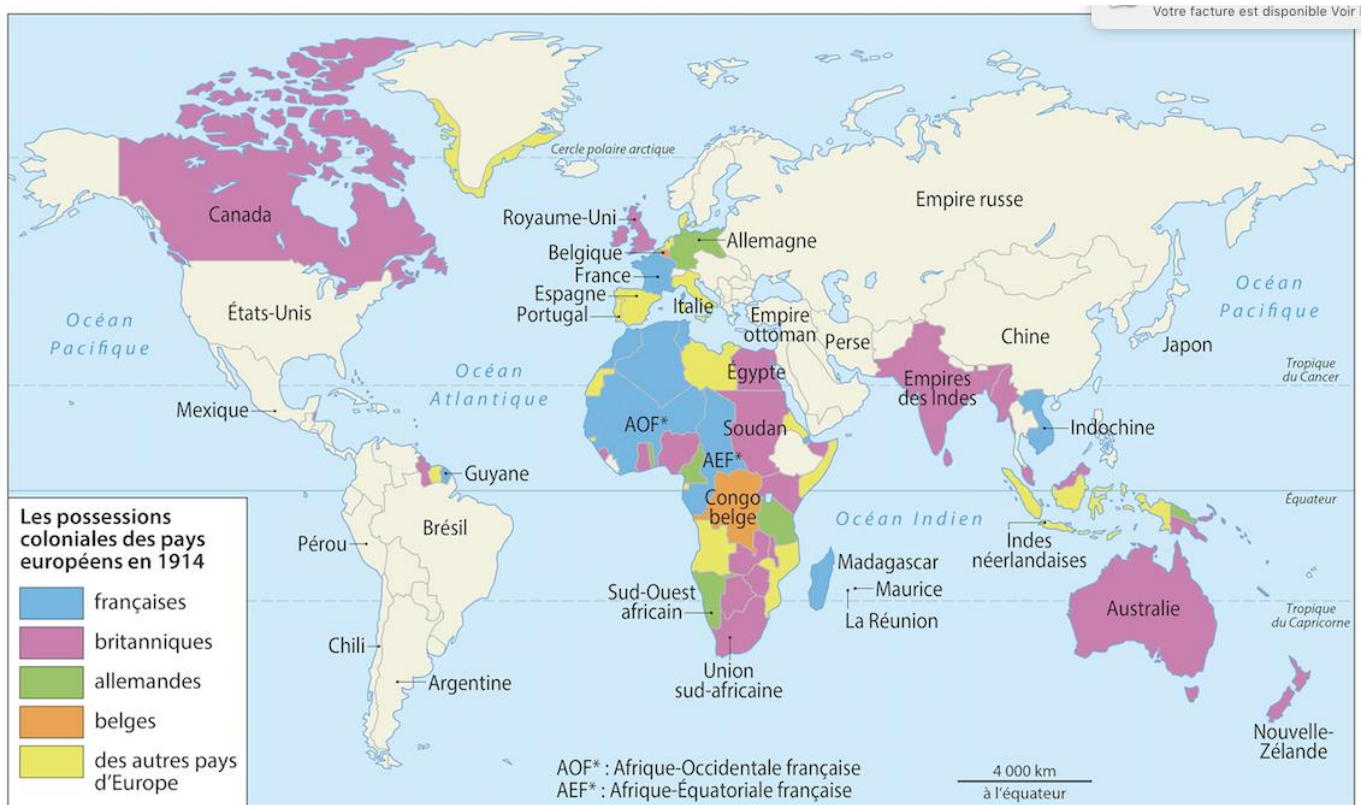 Votre facture est disponible Voir
Cercle polaire arctique
Empire russe
Canada
Royaume-Uni
Allemagne
Belgique
France
Espagne
Portugal
Italie
Empire
ottoman
Perse
Chine
Japon
États-Unis
Océan
Pacifique
Océan
Atlantique
Océan
Pacifique
Tropique
du Cancer
Mexique
Égypte
Empires
des Indes
AOF*
Soudan
Indochine
AEF*
Guyane
Congo
belge
Équateur
Océan Indien
Brésil
Pérou
Indes
néerlandaises
Madagascar
Maurice
La Réunion
Sud-Ouest
africain
Australie
Tropique
du Capricorne
Chili
Argentine
Union
sud-africaine
Nouvelle-
Zélande
Les possessions
coloniales des pays
européens en 1914
françaises
britanniques
allemandes
belges
des autres pays
d'Europe
AOF* : Afrique-Occidentale française
AEF* : Afrique-Équatoriale française
4 000 km
à l'équateur